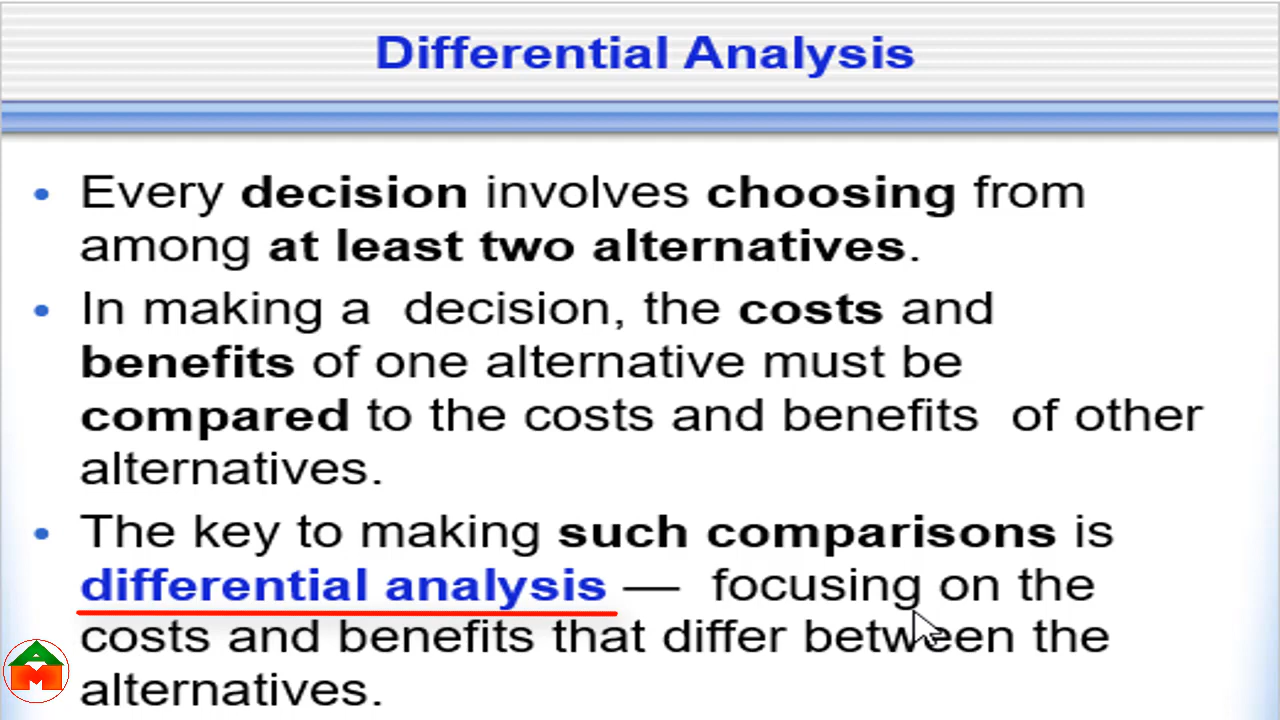 Differential Analysis
• Every decision involves choosing from
among at least two alternatives.
• In making a decision, the costs and
benefits of one alternative must be
compared to the costs and benefits of other
alternatives.
• The key to making such comparisons is
differential analysis — focusing on the
costs and benefits that differ between the
alternatives.
A
M